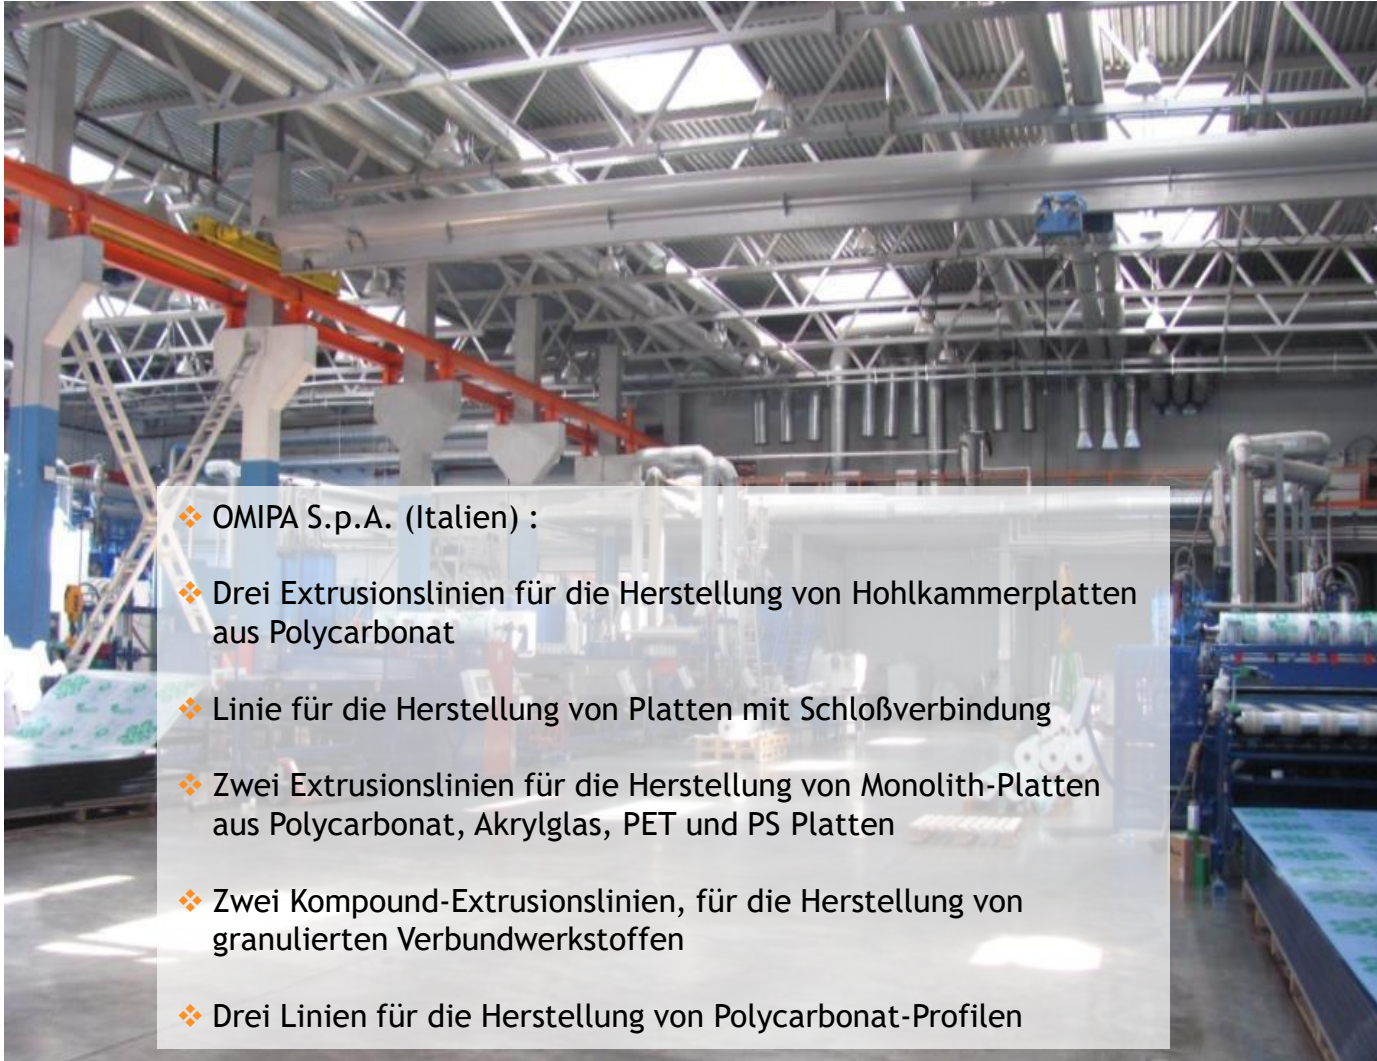 OMIPA S.p.A. (Italien) :
Drei Extrusionslinien für die Herstellung von Hohlkammerplatten
aus Polycarbonat
Linie für die Herstellung von Platten mit Schloßverbindung
Zwei Extrusionslinien für die Herstellung von Monolith-Platten
aus Polycarbonat, Akrylglas, PET und PS Platten
Zwei Kompound-Extrusionslinien, für die Herstellung von
granulierten Verbundwerkstoffen
Drei Linien für die Herstellung von Polycarbonat-Profilen